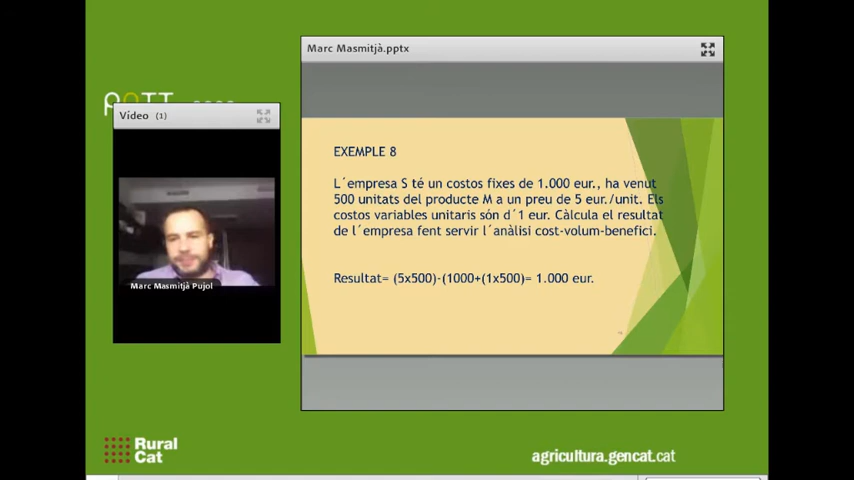 Marc Masmitjà.pptx
Vídeo (1)
EXEMPLE 8
L´empresa S té un costos fixes de 1.000 eur., ha venut
500 unitats del producte M a un preu de 5 eur./unit. Els
costos variables unitaris són d´1 eur. Càlcula el resultat
de l´empresa fent servir l´anàlisi cost-volum-benefici.
Resultat= (5x500)-(1000+(1x500)= 1.000 eur.
Marc Masmitjà Pujol
Rural
Cat
agricultura.gencat.cat